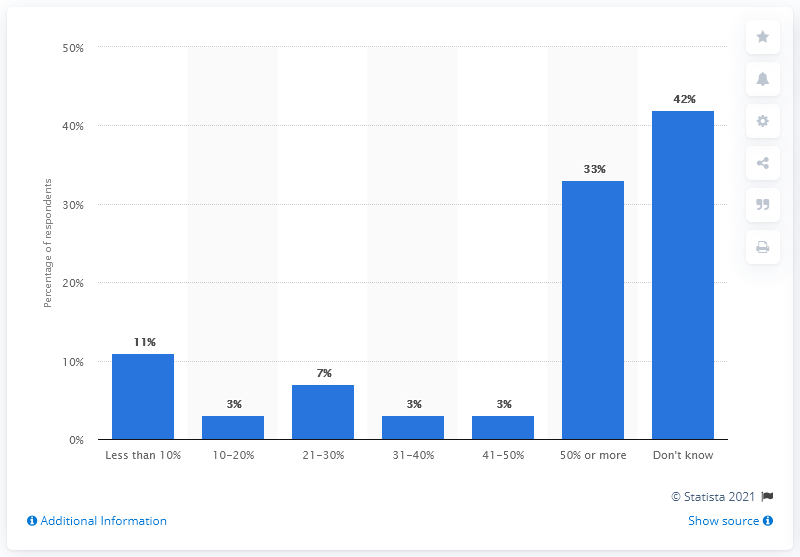 50%
40%
30%
20%
10%
0%
Percentage of respondents
11%
3%
7%
3%
3%
33%
42%
Less than 10%
10–20%
21–30%
31–40%
41–50%
50% or more
Don't know
© Statista 2021
Additional Information
Show source